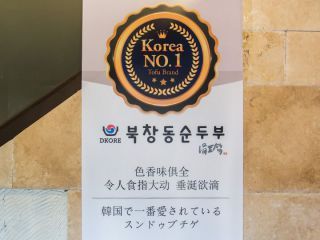 Korea
NO.1
Tofu Brand
북창동순두부
DKORE
色香味俱全
令人食指大动 垂涎欲滴
韓国で一番愛されている
スンドゥブチゲ